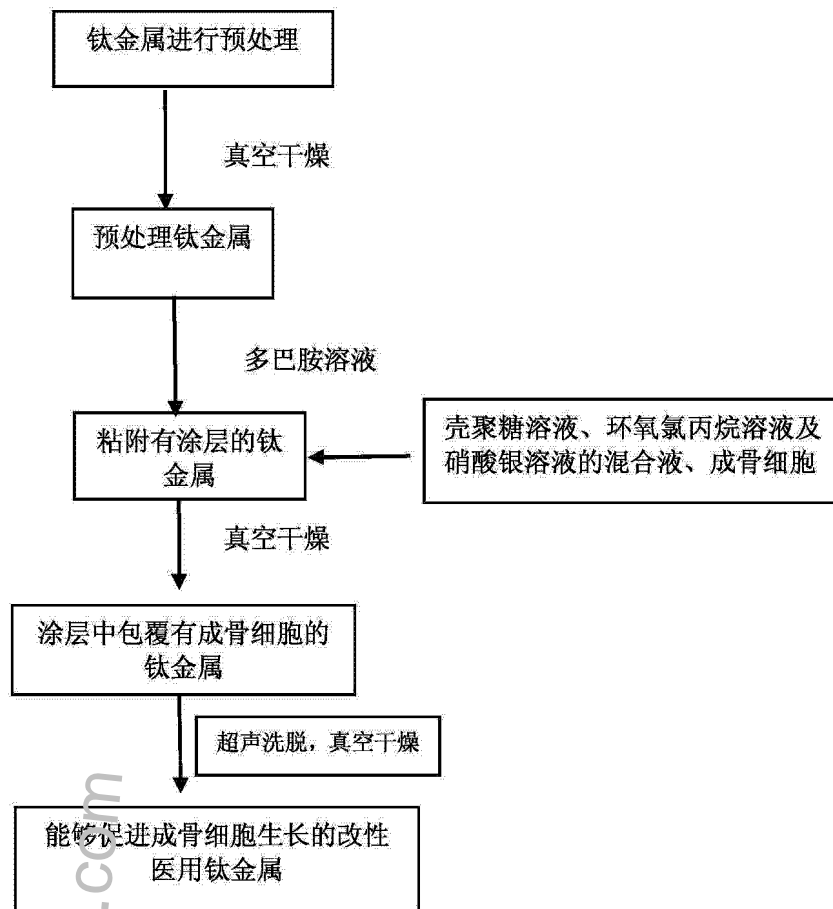 钛金属进行预处理
真空干燥
预处理钛金属
多巴胺溶液
粘附有涂层的钛
金属
壳聚糖溶液、环氧氯丙烷溶液及
硝酸银溶液的混合液、成骨细胞
真空干燥
涂层中包覆有成骨细胞的
钛金属
超声洗脱，真空干燥
能够促进成骨细胞生长的改性
医用钛金属
.com